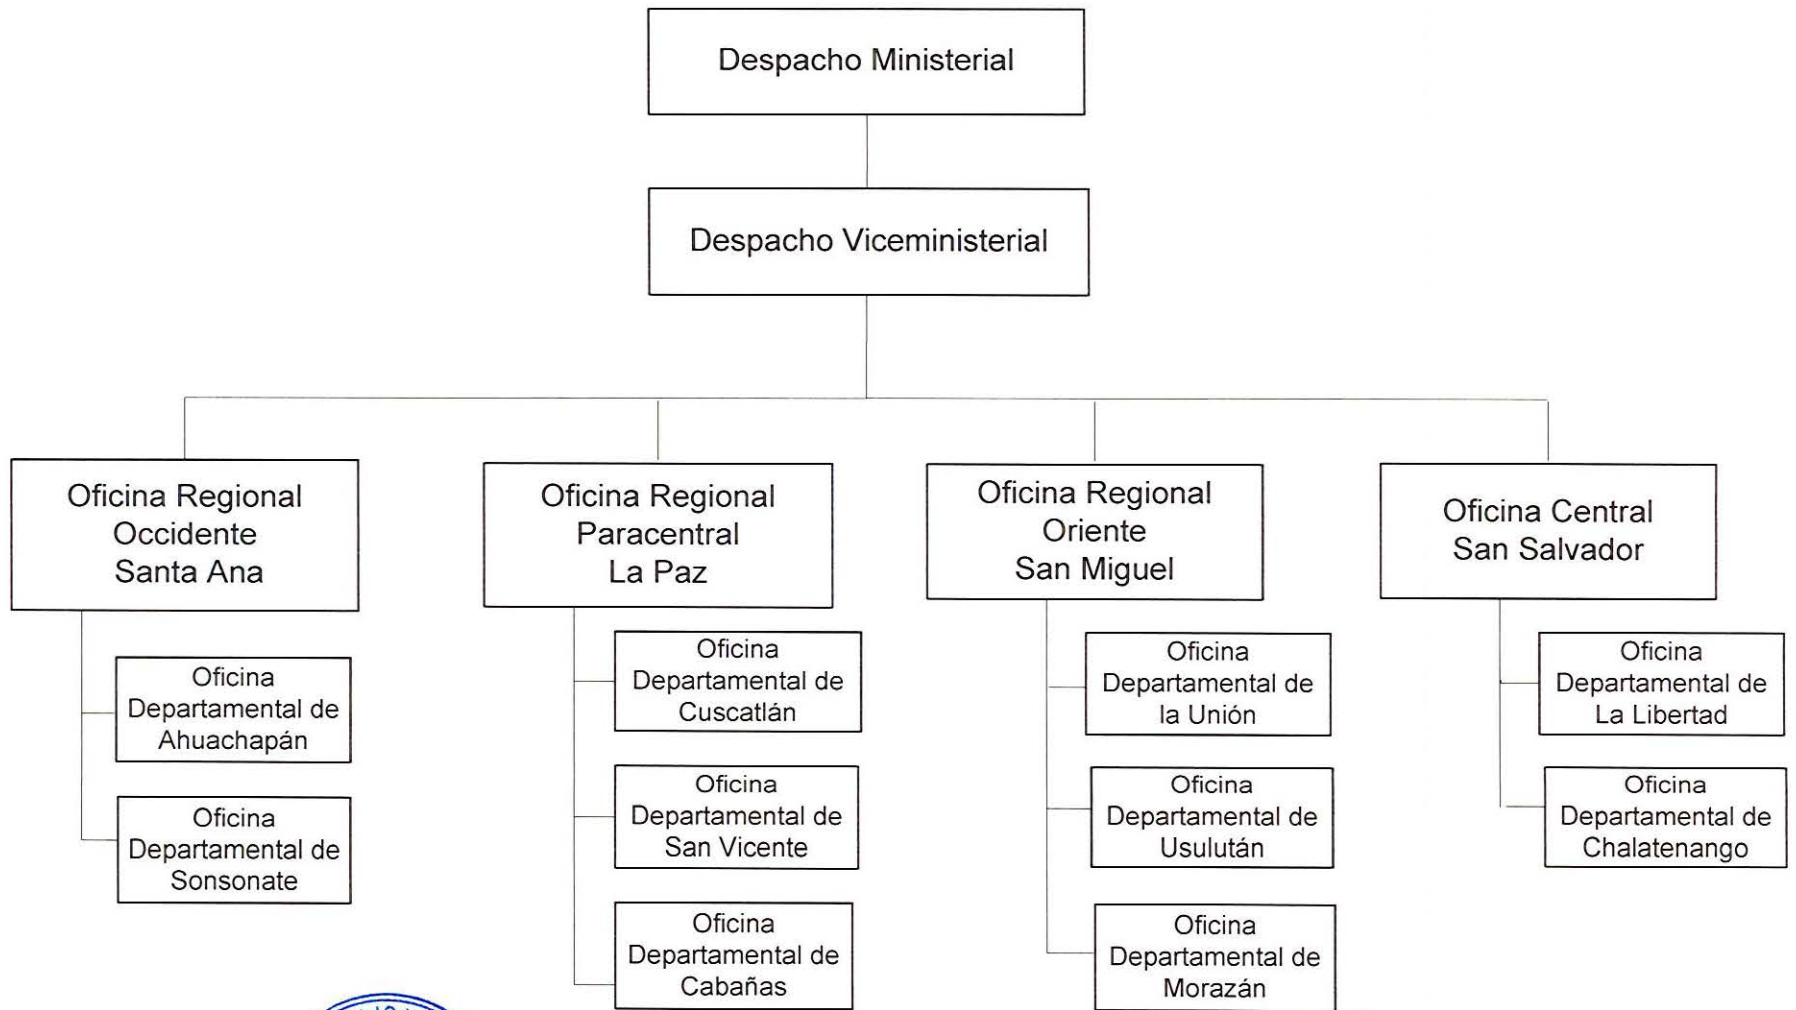 Despacho Ministerial
Despacho Viceministerial
Oficina Regional
Occidente
Santa Ana
Oficina
Departamental de
Ahuachapán
Oficina
Departamental de
Sonsonate
Oficina Regional
Paracentral
La Paz
Oficina
Departamental de
Cuscatlán
Oficina
Departamental de
San Vicente
Oficina
Departamental de
Cabañas
Oficina Regional
Oriente
San Miguel
Oficina
Departamental de
la Unión
Oficina
Departamental de
Usulután
Oficina
Departamental de
Morazán
Oficina Central
San Salvador
Oficina
Departamental de
La Libertad
Oficina
Departamental de
Chalatenango